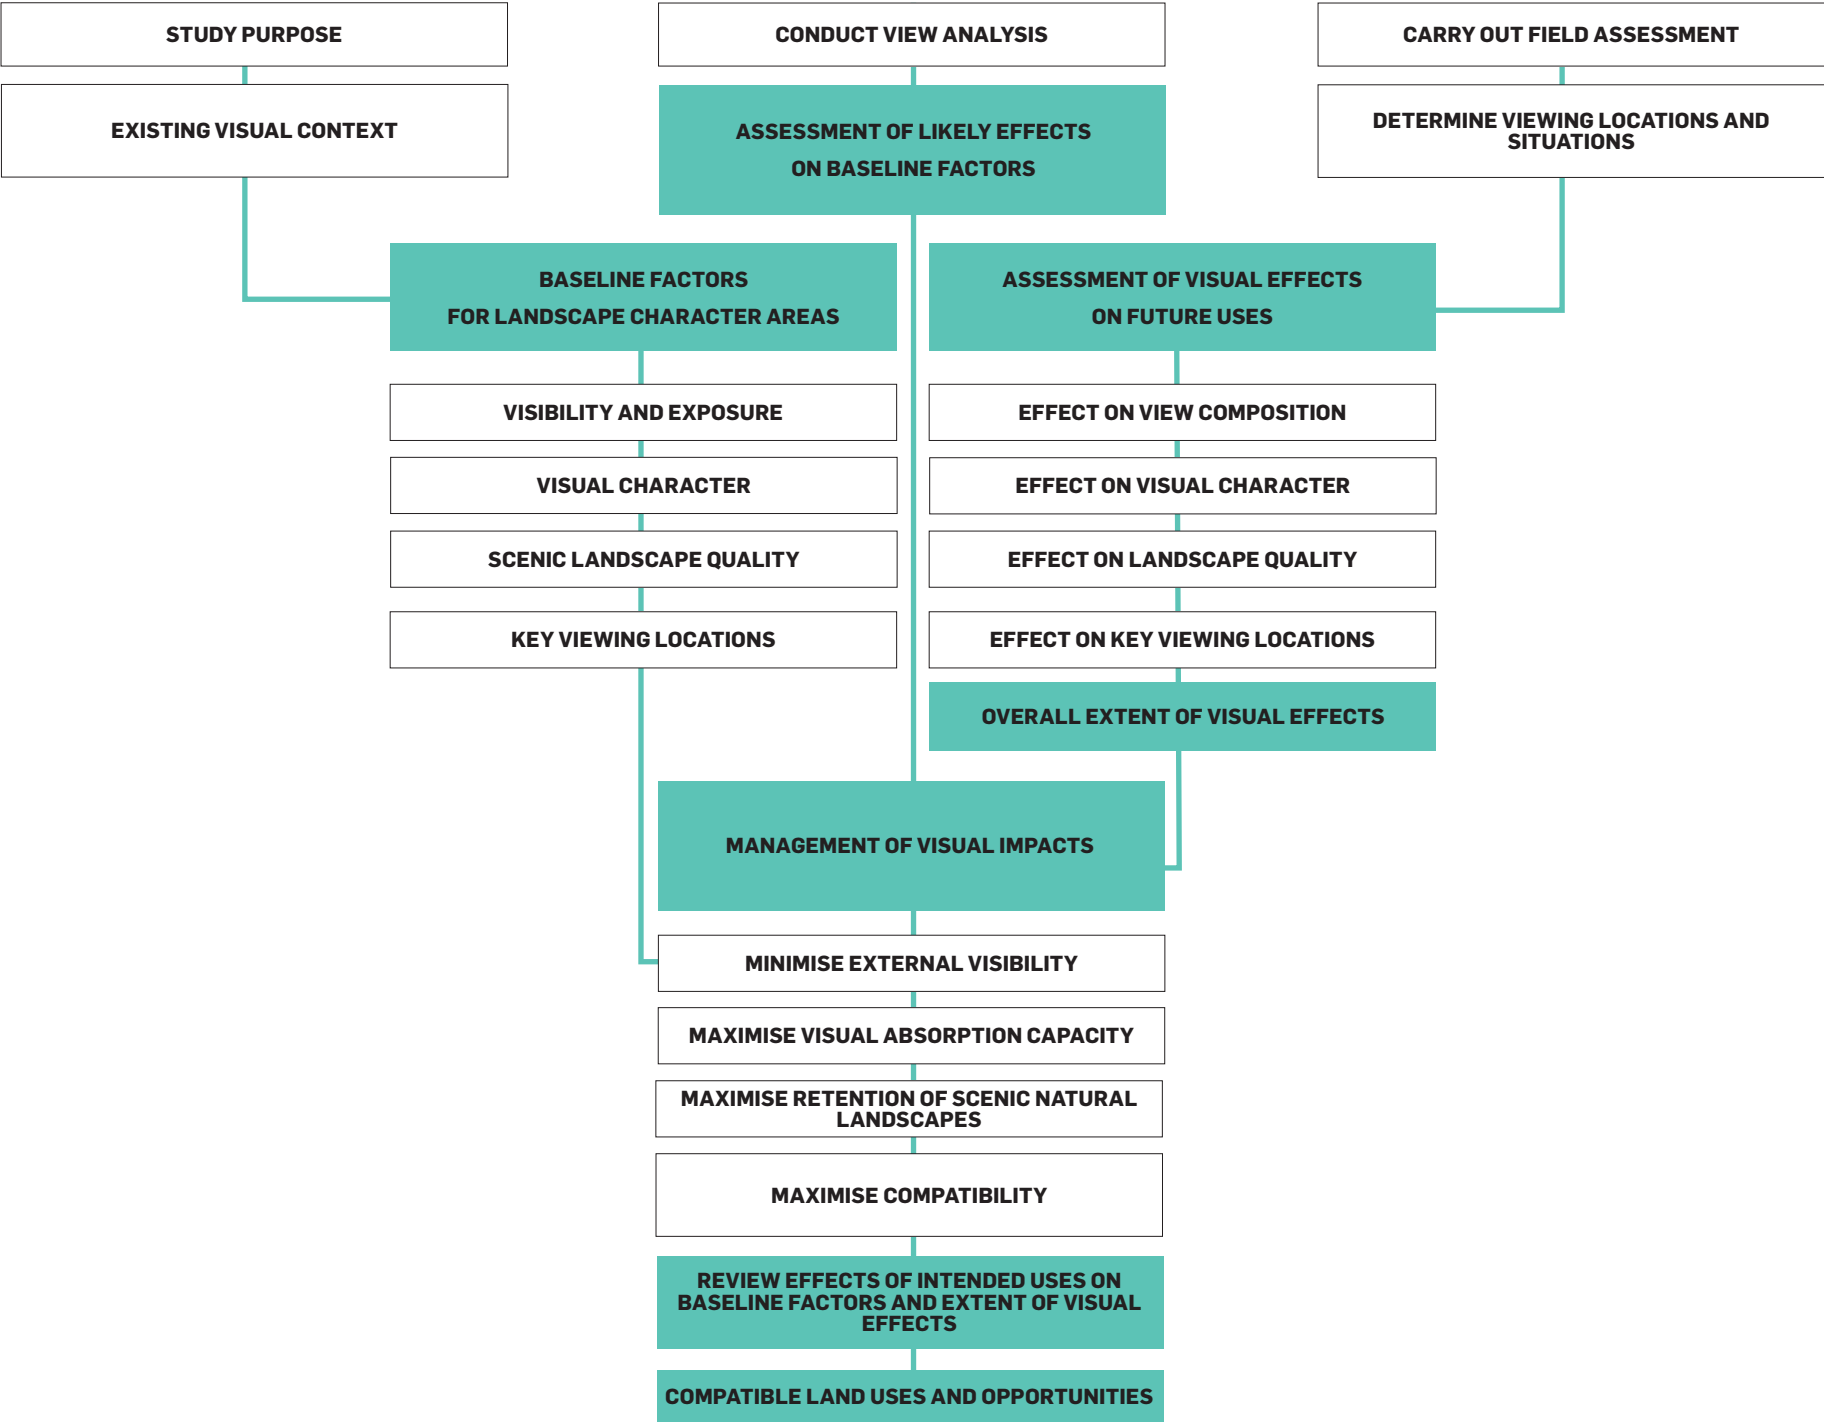 STUDY PURPOSE
CONDUCT VIEW ANALYSIS
CARRY OUT FIELD ASSESSMENT
EXISTING VISUAL CONTEXT
ASSESSMENT OF LIKELY EFFECTS
ON BASELINE FACTORS
DETERMINE VIEWING LOCATIONS AND
SITUATIONS
BASELINE FACTORS
FOR LANDSCAPE CHARACTER AREAS
ASSESSMENT OF VISUAL EFFECTS
ON FUTURE USES
VISIBILITY AND EXPOSURE
EFFECT ON VIEW COMPOSITION
VISUAL CHARACTER
EFFECT ON VISUAL CHARACTER
SCENIC LANDSCAPE QUALITY
EFFECT ON LANDSCAPE QUALITY
KEY VIEWING LOCATIONS
EFFECT ON KEY VIEWING LOCATIONS
OVERALL EXTENT OF VISUAL EFFECTS
MANAGEMENT OF VISUAL IMPACTS
MINIMISE EXTERNAL VISIBILITY
MAXIMISE VISUAL ABSORPTION CAPACITY
MAXIMISE RETENTION OF SCENIC NATURAL
LANDSCAPES
MAXIMISE COMPATIBILITY
REVIEW EFFECTS OF INTENDED USES ON
BASELINE FACTORS AND EXTENT OF VISUAL
EFFECTS
COMPATIBLE LAND USES AND OPPORTUNITIES